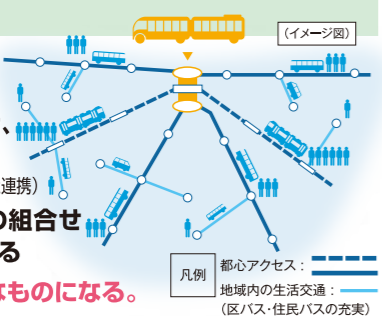 (イメージ図)
、
連携)
の組合せ
る
なものになる。
凡例
都心アクセス：
地域内の生活交通：
(区バス・住民バスの充実)